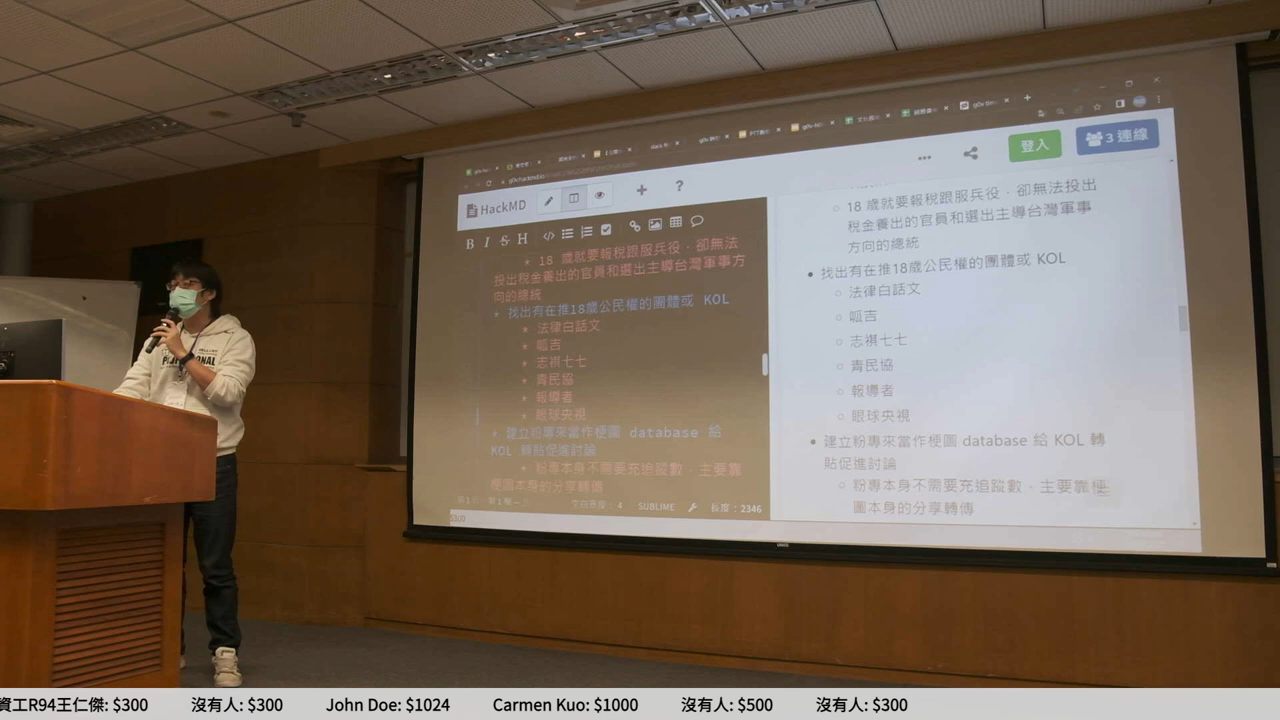 HackMD
登入
3 連線
B I S H
18 歲就要報稅跟服兵役，卻無法
投出稅金養出的官員和選出主導台灣軍事方
向的總統
* 找出有在推18歲公民權的團體或 KOL
* 法律白話文
* 呱吉
* 志祺七七
* 青民協
* 報導者
* 眼球央視
* 建立粉專來當作梗圖 database 給
KOL 轉貼促進討論
* 粉專本身不需要充追蹤數，主要靠
梗圖本身的分享轉傳
SUBLIME
長度：2346
18 歲就要報稅跟服兵役，卻無法投出
稅金養出的官員和選出主導台灣軍事
方向的總統
找出有在推18歲公民權的團體或 KOL
法律白話文
呱吉
志祺七七
青民協
報導者
眼球央視
建立粉專來當作梗圖 database 給 KOL 轉
貼促進討論
粉專本身不需要充追蹤數，主要靠梗
圖本身的分享轉傳
資工R94王仁傑: $300 沒有人: $300 John Doe: $1024 Carmen Kuo: $1000 沒有人: $500 沒有人: $300